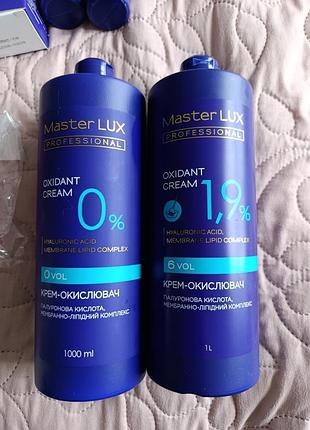 Master LUX
PROFESSIONAL
OXIDANT
CREAM
0%
HYALURONIC ACID
MEMBRANE LIPID COMPLEX
0 VOL
КРЕМ-ОКИСЛЮВАЧ
ГІАЛУРОНОВА КИСЛОТА,
МЕМБРАННО-ЛІПІДНИЙ КОМПЛЕКС
1000 ml
Master LUX
PROFESSIONAL
OXIDANT
CREAM
1,9%
HYALURONIC ACID,
MEMBRANE LIPID COMPLEX
6 VOL
КРЕМ-ОКИСЛЮВАЧ
ГІАЛУРОНОВА КИСЛОТА,
МЕМБРАННО-ЛІПІДНИЙ КОМПЛЕКС
1L